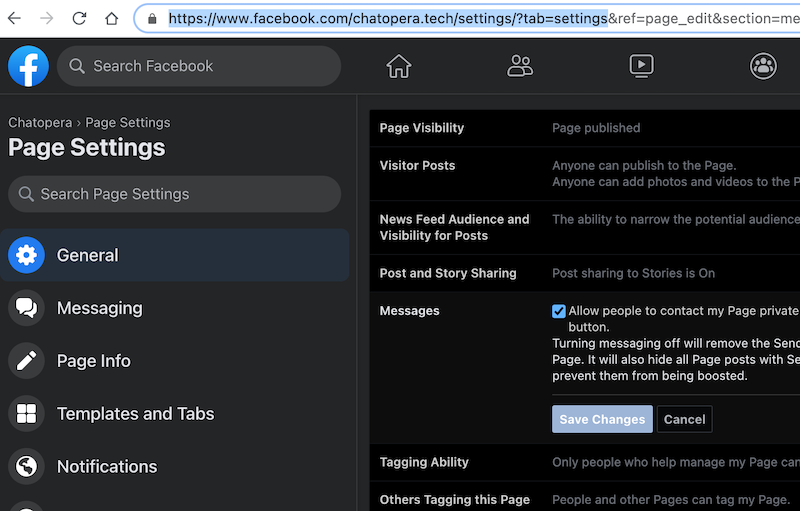 https://www.facebook.com/chatopera.tech/settings/?tab=settings&ref=page_edit&section=me
Search Facebook
Chatopera › Page Settings
Page Settings
Search Page Settings
General
Messaging
Page Info
Templates and Tabs
Notifications
Page Visibility Page published
Visitor Posts Anyone can publish to the Page.
Anyone can add photos and videos to the P
News Feed Audience and The ability to narrow the potential audience
Visibility for Posts
Post and Story Sharing Post sharing to Stories is On
Messages Allow people to contact my Page private
button.
Turning messaging off will remove the Send
Page. It will also hide all Page posts with Se
prevent them from being boosted.
Save Changes Cancel
Tagging Ability Only people who help manage my Page can
Others Tagging this Page People and other Pages can tag my Page.